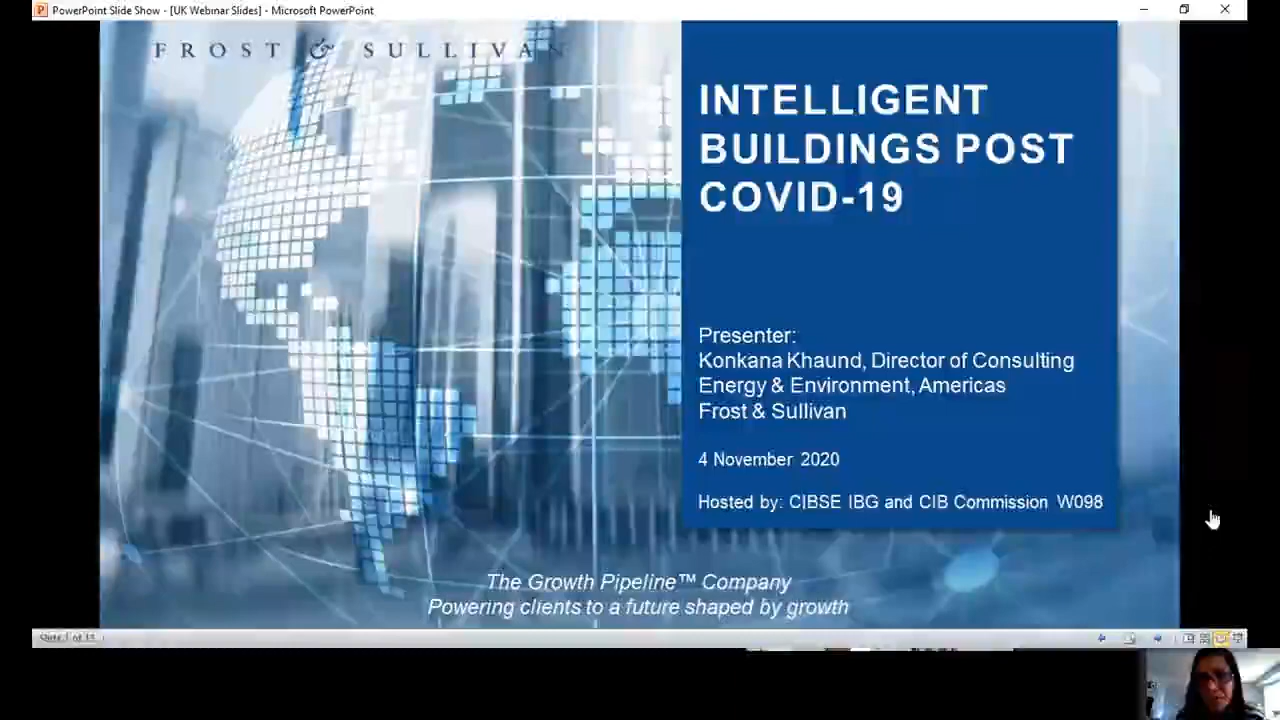 PowerPoint Slide Show - [UK Webinar Slides] - Microsoft PowerPoint
FROST & SULLIVAN
INTELLIGENT
BUILDINGS POST
COVID-19
Presenter:
Konkana Khaund, Director of Consulting
Energy & Environment, Americas
Frost & Sullivan
4 November 2020
Hosted by: CIBSE IBG and CIB Commission W098
The Growth Pipeline™ Company
Powering clients to a future shaped by growth